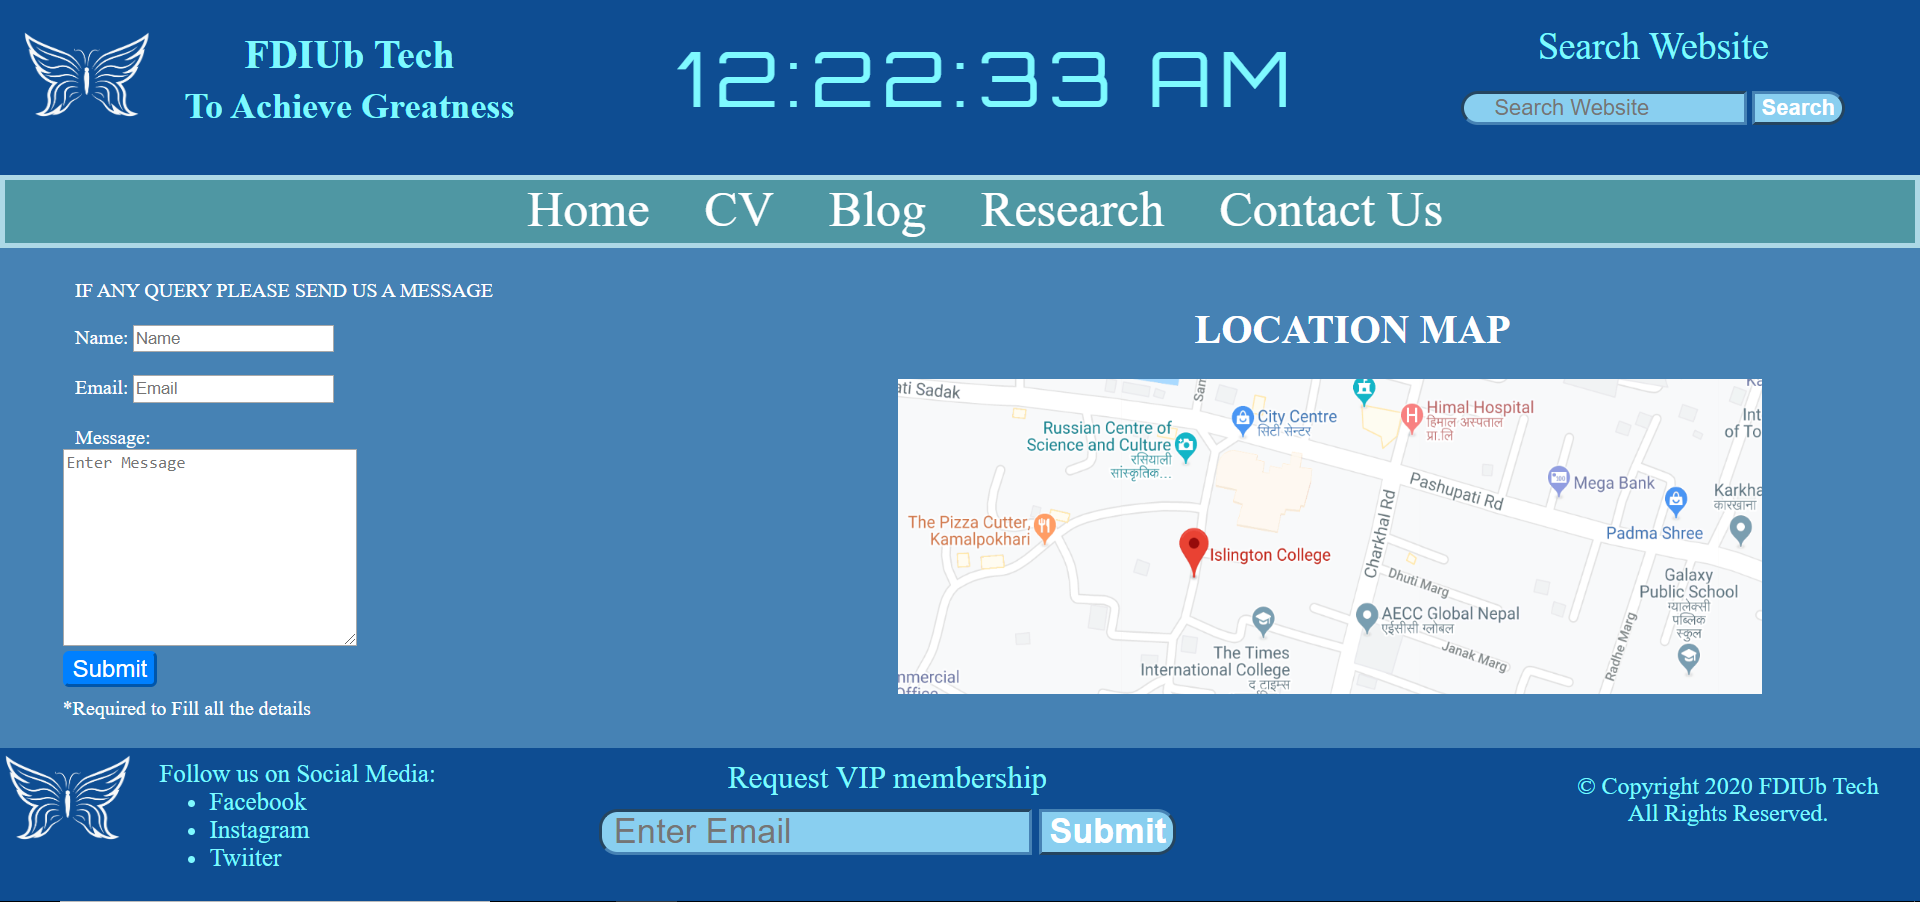 FDIUb Tech
To Achieve Greatness
12:22:33 AM
Search Website
Search Website
Search
Home CV Blog Research Contact Us
IF ANY QUERY PLEASE SEND US A MESSAGE
Name: Name
Email: Email
Message:
Enter Message
Submit
*Required to Fill all the details
LOCATION MAP
ati Sadak
Sam
Ka
City Centre
सिटी सेन्टर
Himal Hospital
हिमाल अस्पताल
प्रा.लि
Int
of To
Russian Centre of
Science and Culture
रसियाली
सांस्कृतिक...
Pashupati Rd
Mega Bank
Karkha
कारखाना
Padma Shree
The Pizza Cutter,
Kamalpokhari
Charkhal Rd
Islington College
Dhuti Marg
Galaxy
Public School
ग्यालेक्सी
पब्लिक
स्कुल
AECC Global Nepal
एईसीसी ग्लोबल
Janak Marg
Radhe Marg
The Times
International College
द टाइम्स
nmercial
Office
Follow us on Social Media:
• Facebook
• Instagram
• Twiiter
Request VIP membership
Enter Email
Submit
© Copyright 2020 FDIUb Tech
All Rights Reserved.